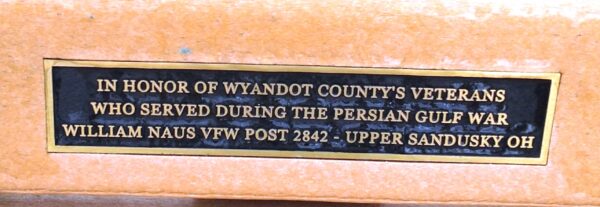 IN HONOR OF WYANDOT COUNTY'S VETERANS
WHO SERVED DURING THE PERSIAN GULF WAR
WILLIAM NAUS VFW POST 2842 - UPPER SANDUSKY OH